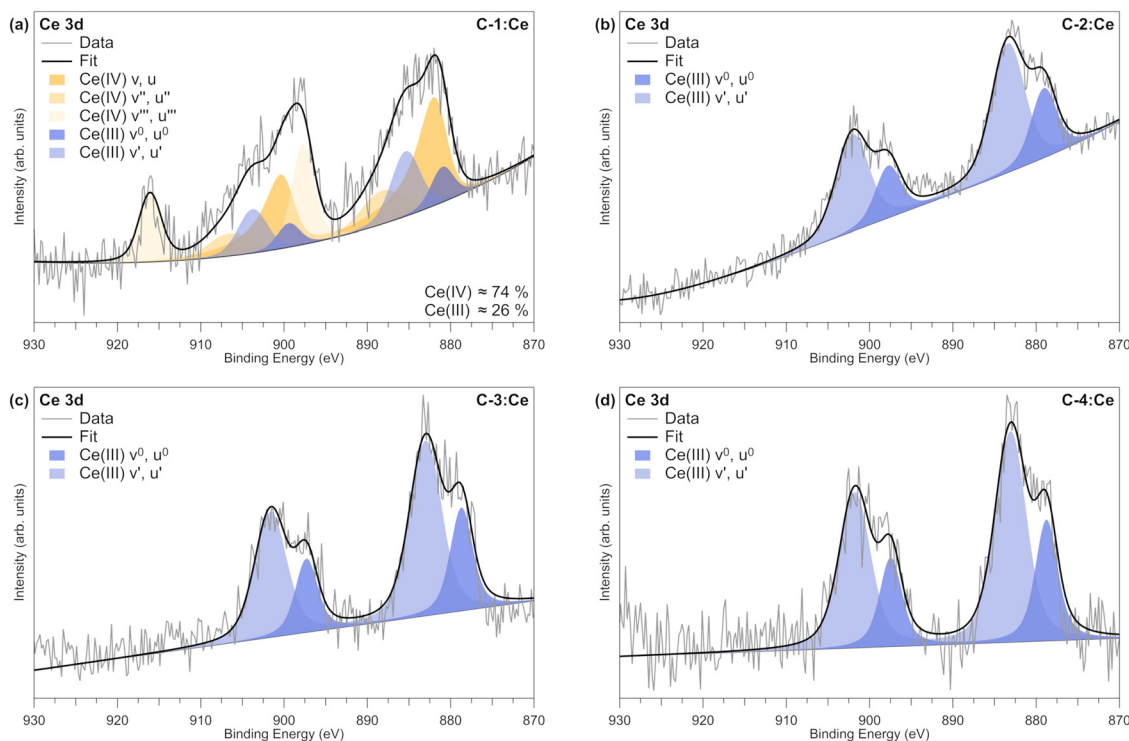 (a) Ce 3d C-1:Ce
Data
Fit
Ce(IV) v, u
Ce(IV) v'', u''
Ce(IV) v''', u'''
Ce(III) v⁰, u⁰
Ce(III) v', u'
Ce(IV) ≈ 74 %
Ce(III) ≈ 26 %
Intensity (arb. units)
930 920 910 900 890 880 870
Binding Energy (eV)
(b) Ce 3d C-2:Ce
Data
Fit
Ce(III) v⁰, u⁰
Ce(III) v', u'
Intensity (arb. units)
930 920 910 900 890 880 870
Binding Energy (eV)
(c) Ce 3d C-3:Ce
Data
Fit
Ce(III) v⁰, u⁰
Ce(III) v', u'
Intensity (arb. units)
930 920 910 900 890 880 870
Binding Energy (eV)
(d) Ce 3d C-4:Ce
Data
Fit
Ce(III) v⁰, u⁰
Ce(III) v', u'
Intensity (arb. units)
930 920 910 900 890 880 870
Binding Energy (eV)